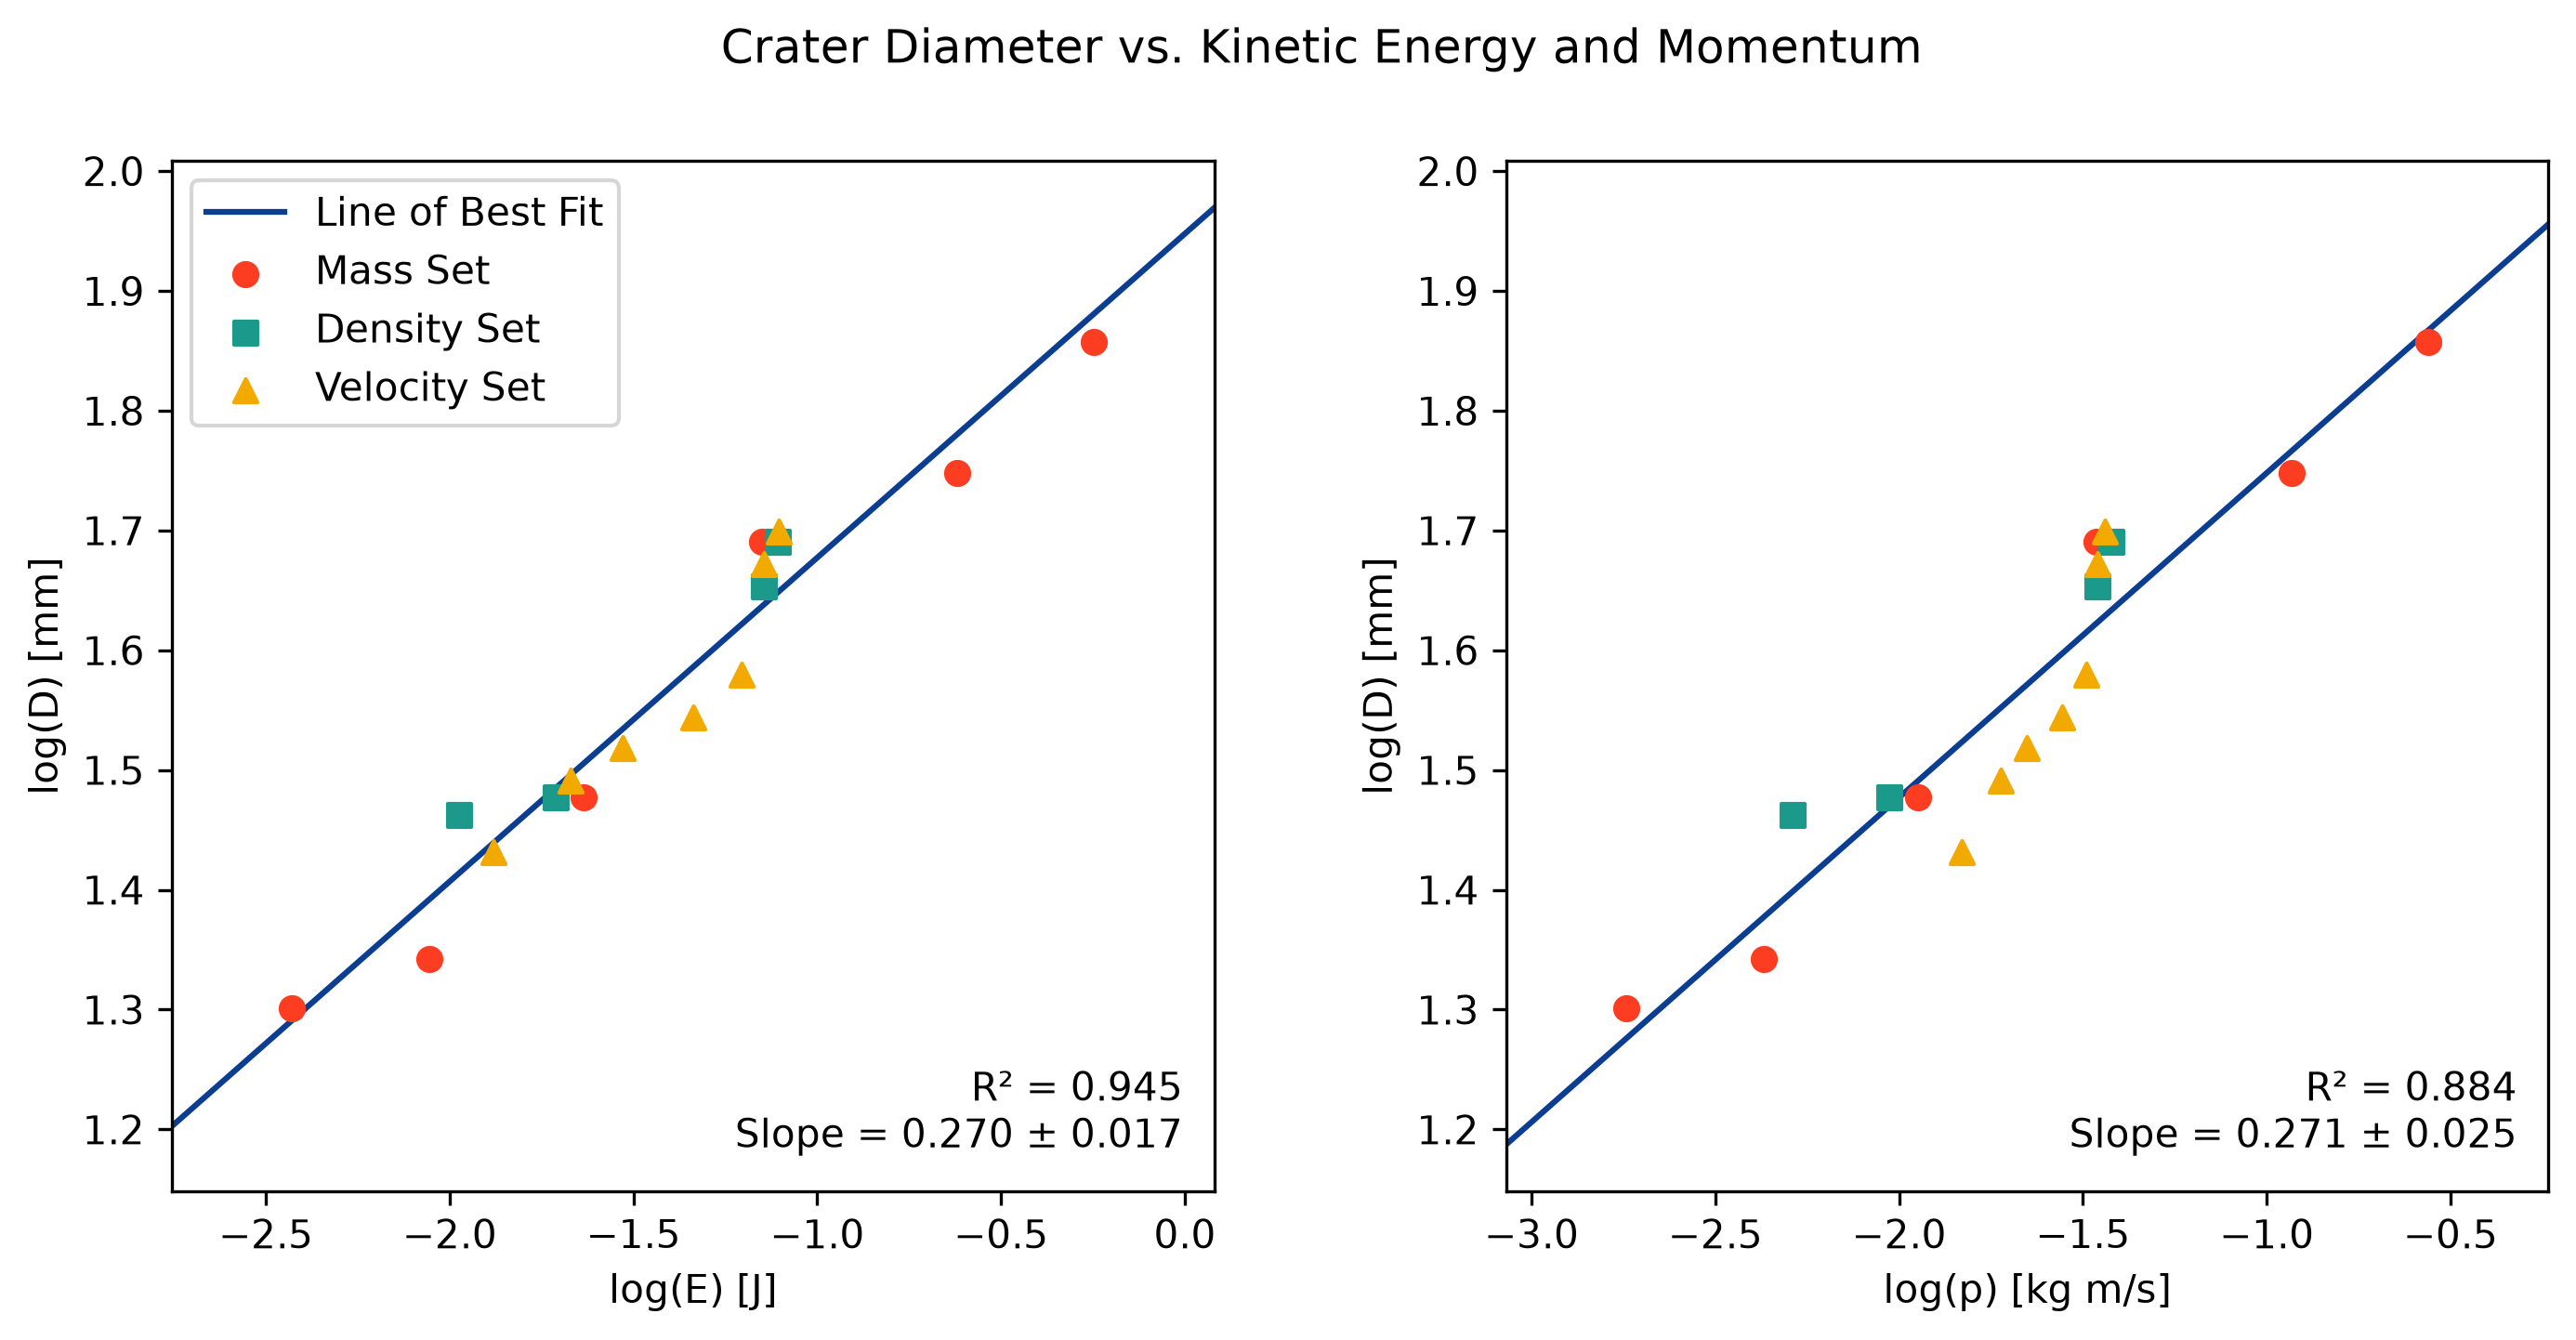 Crater Diameter vs. Kinetic Energy and Momentum
2.0
1.9
1.8
1.7
1.6
1.5
1.4
1.3
1.2
log(D) [mm]
Line of Best Fit
Mass Set
Density Set
Velocity Set
R² = 0.945
Slope = 0.270 ± 0.017
−2.5 −2.0 −1.5 −1.0 −0.5 0.0
log(E) [J]
2.0
1.9
1.8
1.7
1.6
1.5
1.4
1.3
1.2
log(D) [mm]
R² = 0.884
Slope = 0.271 ± 0.025
−3.0 −2.5 −2.0 −1.5 −1.0 −0.5
log(p) [kg m/s]